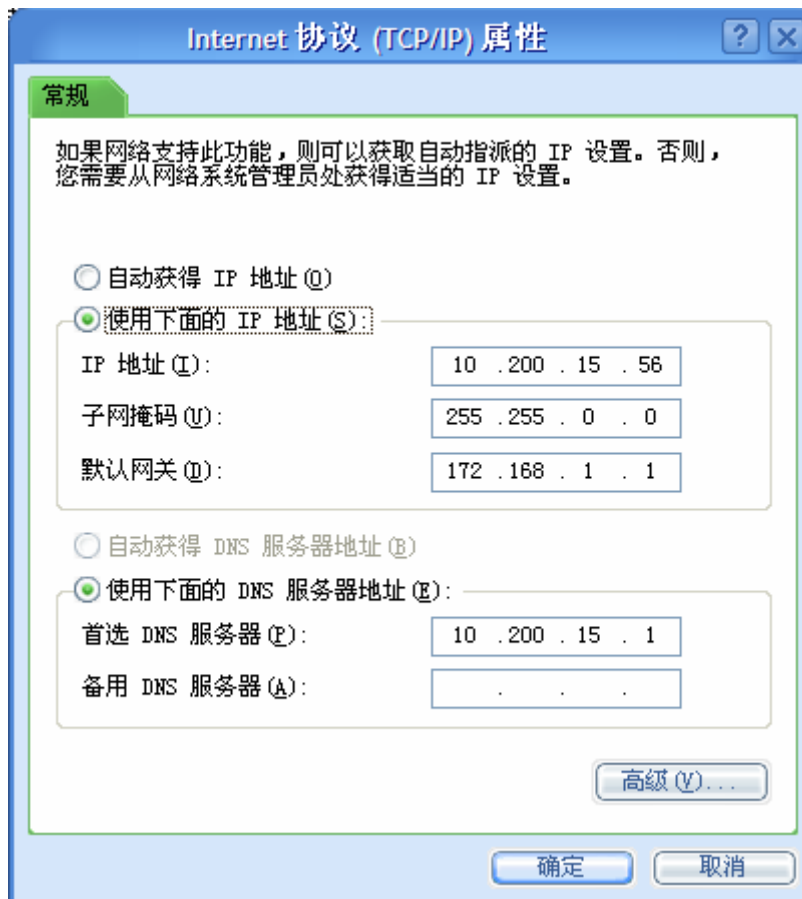 Internet 协议 (TCP/IP) 属性
常规
如果网络支持此功能，则可以获取自动指派的 IP 设置。否则，
您需要从网络系统管理员处获得适当的 IP 设置。
自动获得 IP 地址(O)
使用下面的 IP 地址(S):
IP 地址(I): 10 .200 . 15 . 56
子网掩码(U): 255 .255 . 0 . 0
默认网关(D): 172 .168 . 1 . 1
自动获得 DNS 服务器地址(B)
使用下面的 DNS 服务器地址(E):
首选 DNS 服务器(P): 10 .200 . 15 . 1
备用 DNS 服务器(A): . . .
高级(V)...
确定 取消